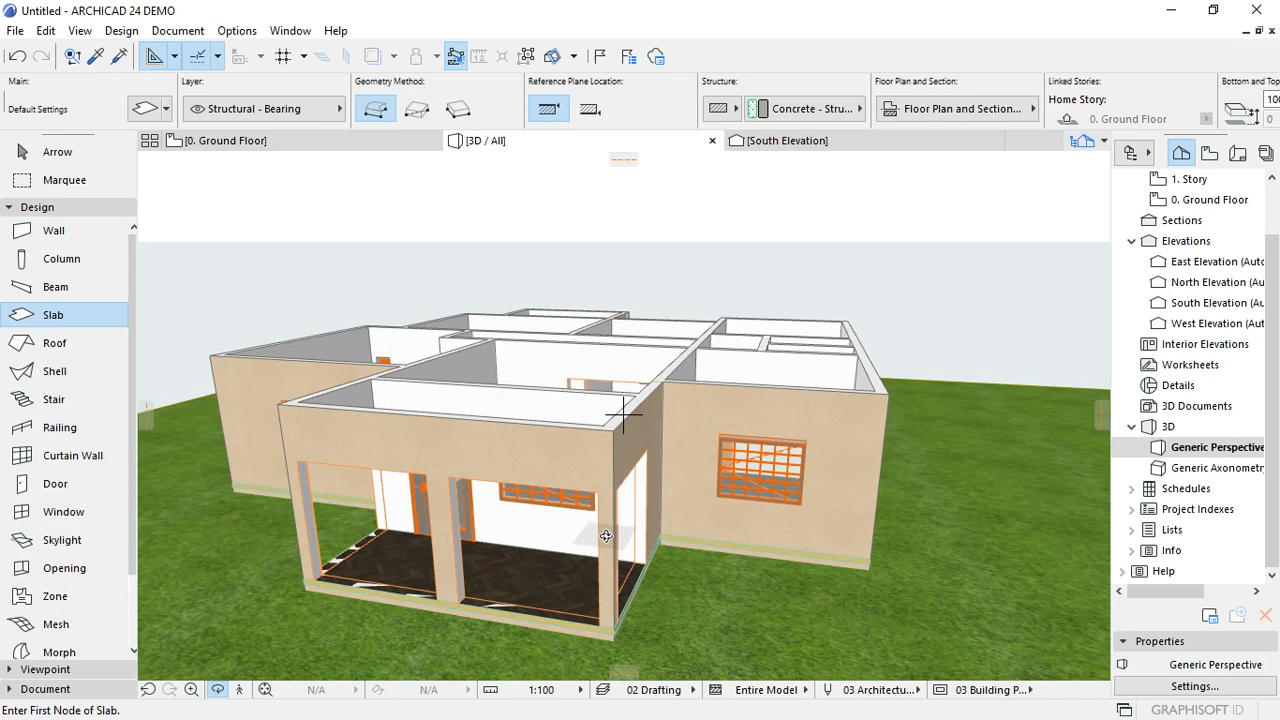 Untitled - ARCHICAD 24 DEMO
File Edit View Design Document Options Window Help
Main: Layer: Geometry Method: Reference Plane Location: Structure: Floor Plan and Section: Linked Stories: Bottom and Top
Default Settings Structural - Bearing Concrete - Stru... Floor Plan and Section... Home Story: 0. Ground Floor 100 0
[0. Ground Floor] [3D / All] [South Elevation]
Arrow
Marquee
Design
Wall
Column
Beam
Slab
Roof
Shell
Stair
Railing
Curtain Wall
Door
Window
Skylight
Opening
Zone
Mesh
Morph
Viewpoint
Document
1. Story
0. Ground Floor
Sections
Elevations
East Elevation (Auto
North Elevation (Au
South Elevation (Au
West Elevation (Aut
Interior Elevations
Worksheets
Details
3D Documents
3D
Generic Perspective
Generic Axonometr
Schedules
Project Indexes
Lists
Info
Help
Properties
Generic Perspective
Settings...
N/A N/A 1:100 02 Drafting Entire Model 03 Architectu... 03 Building P...
Enter First Node of Slab. GRAPHISOFT ID